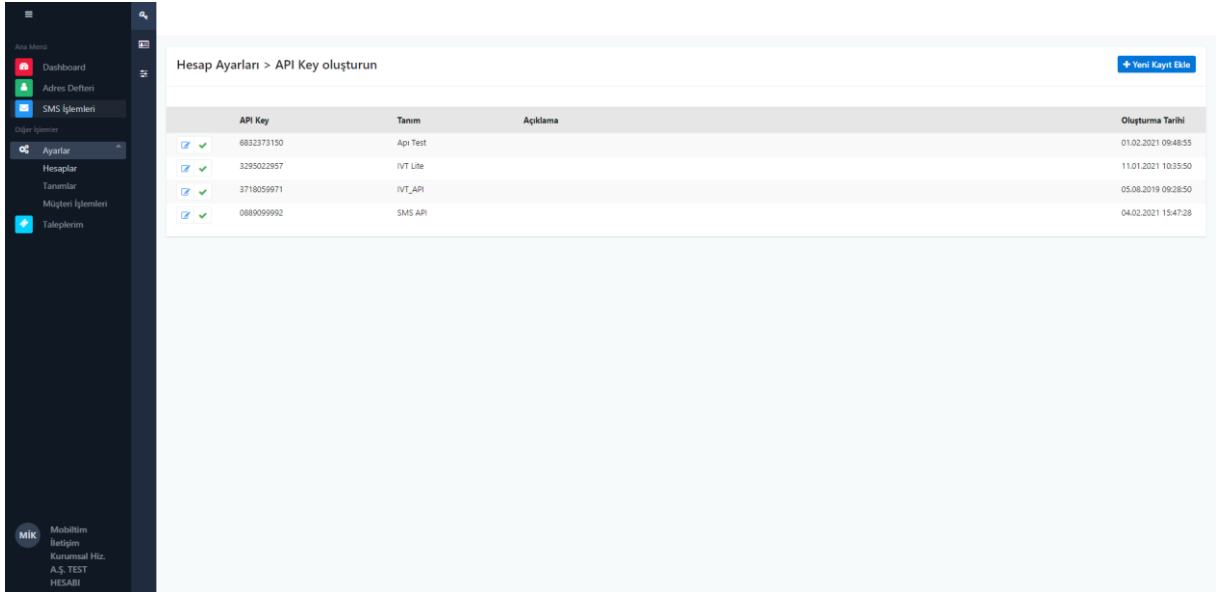 Ana Menü
Dashboard
Adres Defteri
SMS İşlemleri
Diğer İşlemler
Ayarlar
Hesaplar
Tanımlar
Müşteri İşlemleri
Taleplerim
MİK
Mobiltim
İletişim
Kurumsal Hiz.
A.Ş. TEST
HESABI
Hesap Ayarları > API Key oluşturun
+ Yeni Kayıt Ekle
API Key Tanım Açıklama Oluşturma Tarihi
6832373150 Apı Test 01.02.2021 09:48:55
3295022957 IVT Lite 11.01.2021 10:35:50
3718059971 IVT_API 05.08.2019 09:28:50
0889099992 SMS API 04.02.2021 15:47:28